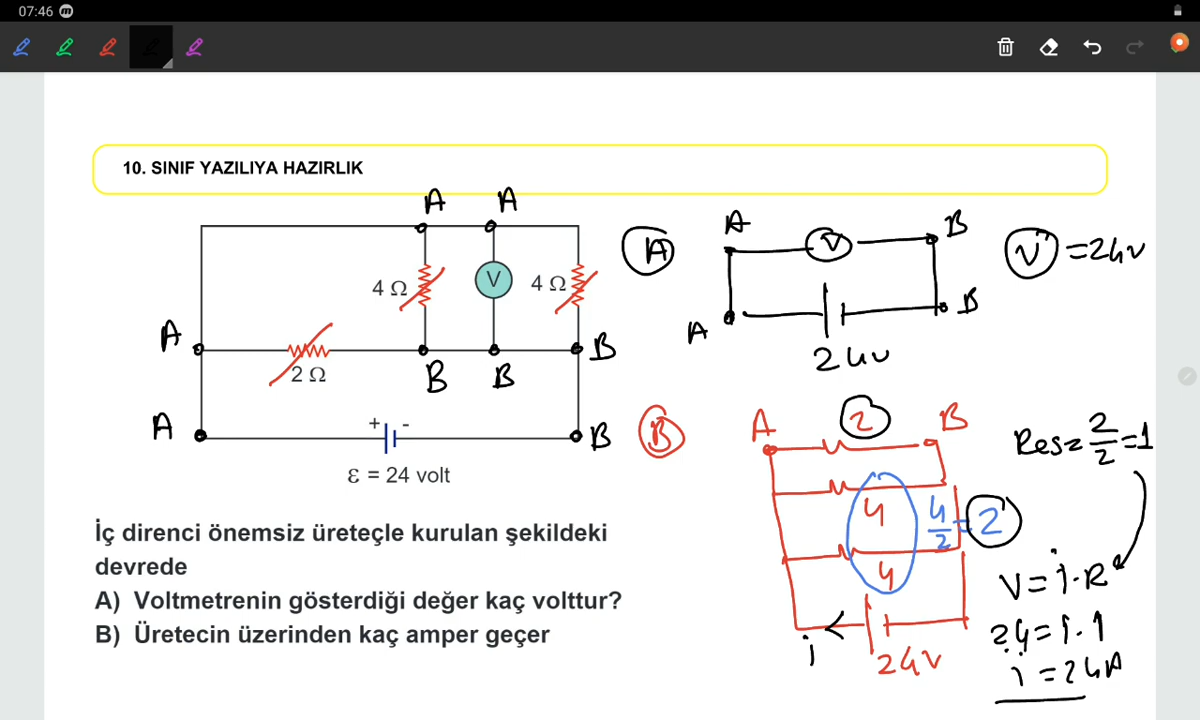 07:46
10. SINIF YAZILIYA HAZIRLIK
A A
4 Ω V 4 Ω
A
2 Ω
B B B
A
+ -
B
ε = 24 volt
A
A V B
A B
24v
V = 24v
B
A 2 B
4
4
4/2 = 2
i
24V
Reş = 2/2 = 1
V = i.R
24 = i.1
i = 24A
İç direnci önemsiz üreteçle kurulan şekildeki
devrede
A) Voltmetrenin gösterdiği değer kaç volttur?
B) Üretecin üzerinden kaç amper geçer